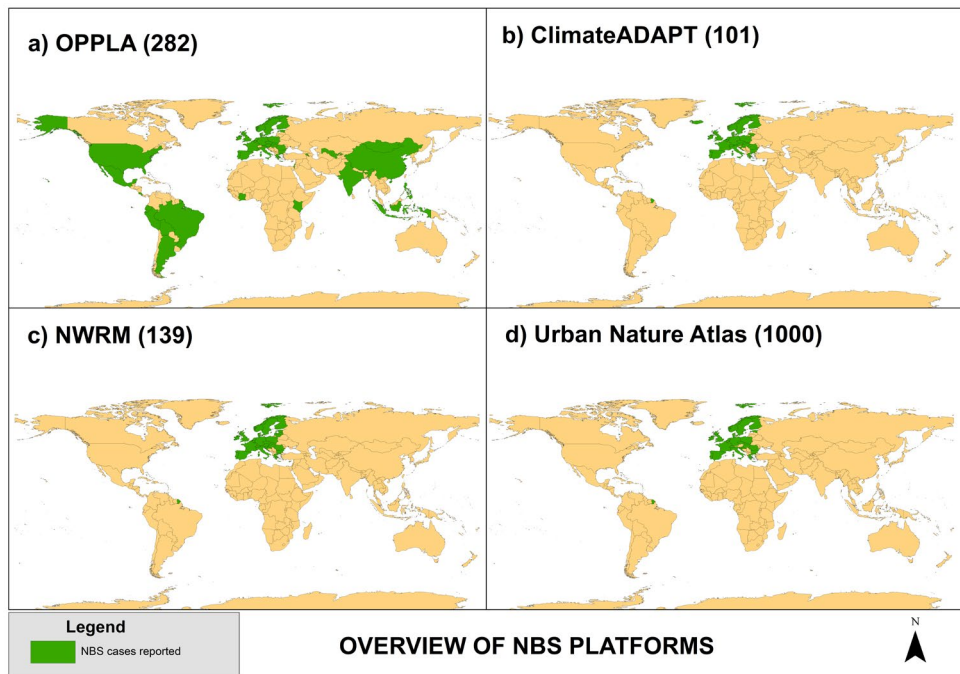 a) OPPLA (282)
b) ClimateADAPT (101)
c) NWRM (139)
d) Urban Nature Atlas (1000)
Legend
NBS cases reported
OVERVIEW OF NBS PLATFORMS
N